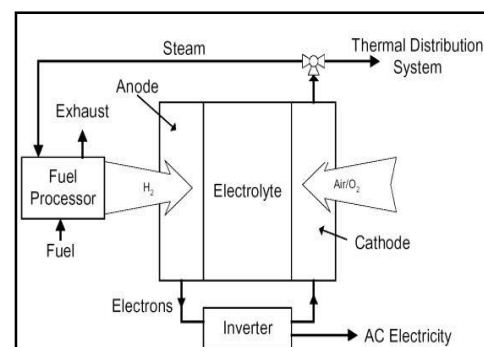 Steam
Thermal Distribution
System
Anode
Exhaust
Fuel
Processor
H2
Electrolyte
Air/O2
Cathode
Fuel
Electrons
Inverter
AC Electricity